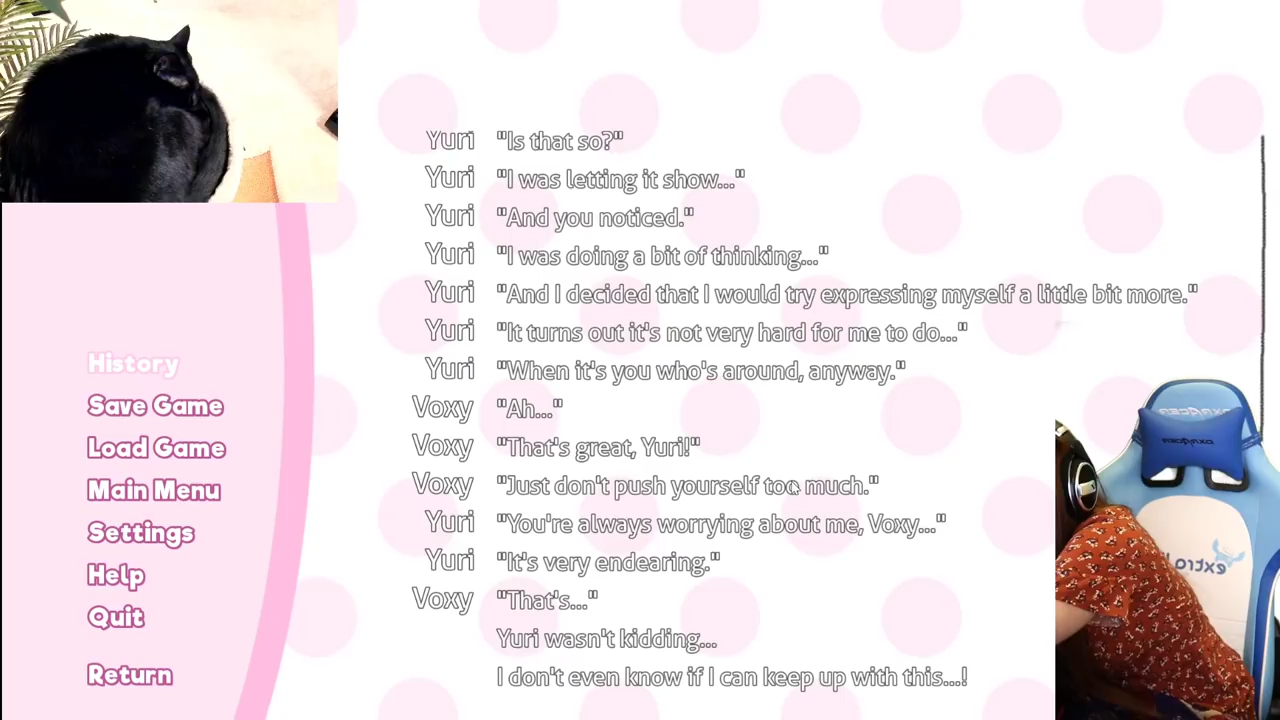 Yuri "Is that so?"
Yuri "I was letting it show..."
Yuri "And you noticed."
Yuri "I was doing a bit of thinking..."
Yuri "And I decided that I would try expressing myself a little bit more."
Yuri "It turns out it's not very hard for me to do..."
Yuri "When it's you who's around, anyway."
Voxy "Ah..."
Voxy "That's great, Yuri!"
Voxy "Just don't push yourself too much."
Yuri "You're always worrying about me, Voxy..."
Yuri "It's very endearing."
Voxy "That's..."
Yuri wasn't kidding...
I don't even know if I can keep up with this...!
History
Save Game
Load Game
Main Menu
Settings
Help
Quit
Return